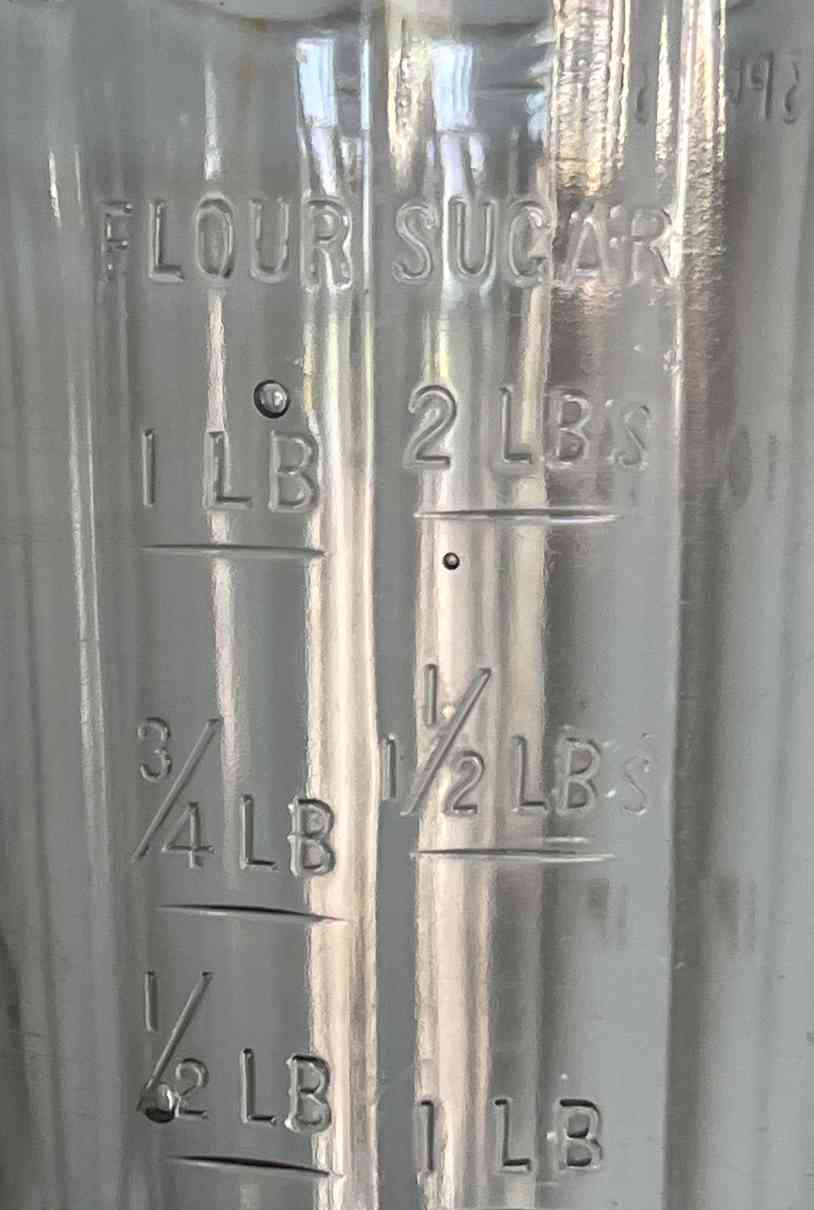 FLOUR SUGAR
1 LB
3/4 LB
1/2 LB
2 LBS
1 1/2 LBS
1 LB